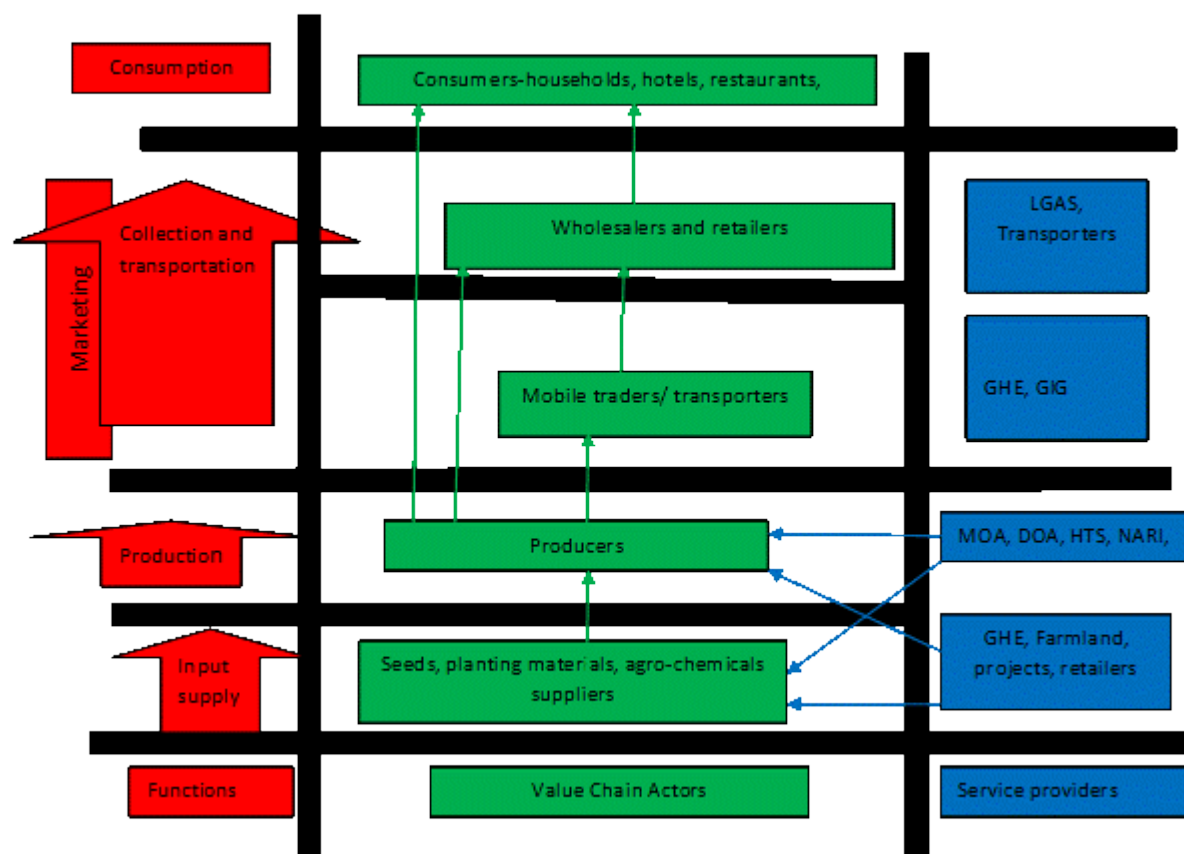 Consumption
Consumers-households, hotels, restaurants,
Marketing
Collection and
transportation
Wholesalers and retailers
LGAS,
Transporters
Mobile traders/ transporters
GHE, GIG
Production
Producers
MOA, DOA, HTS, NARI,
Input
supply
Seeds, planting materials, agro-chemicals
suppliers
GHE, Farmland,
projects, retailers
Functions
Value Chain Actors
Service providers